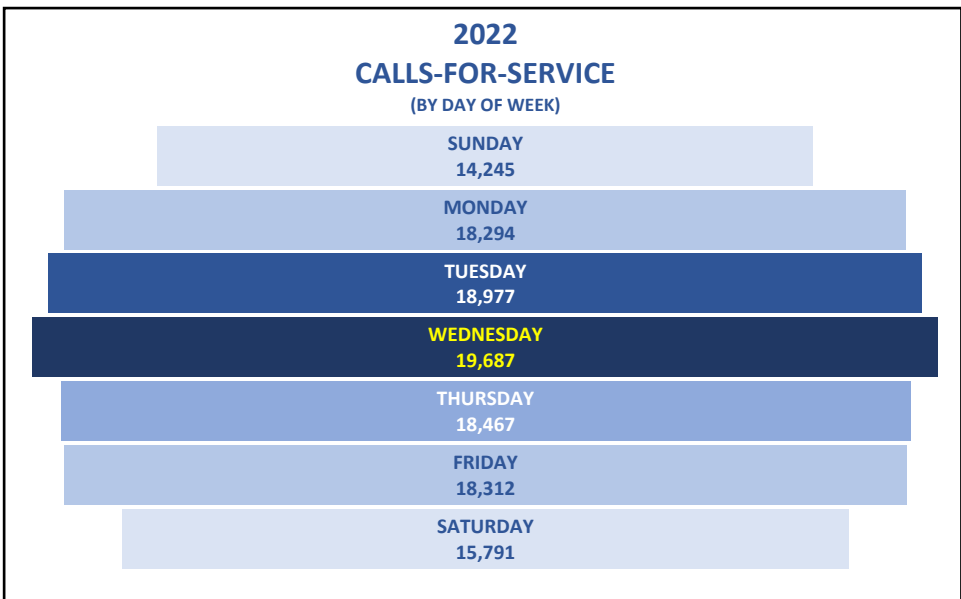 2022
CALLS-FOR-SERVICE
(BY DAY OF WEEK)
SUNDAY
14,245
MONDAY
18,294
TUESDAY
18,977
WEDNESDAY
19,687
THURSDAY
18,467
FRIDAY
18,312
SATURDAY
15,791